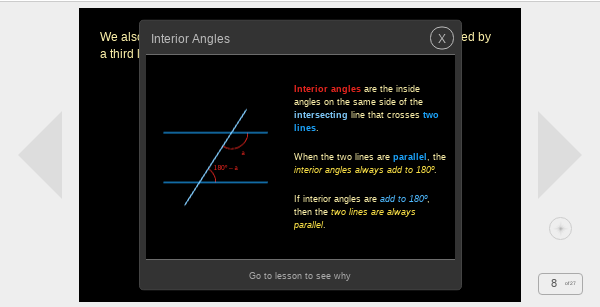 We also
ed by
a third l
Interior Angles
X
Interior angles are the inside
angles on the same side of the
intersecting line that crosses two
lines.
When the two lines are parallel, the
interior angles always add to 180º.
If interior angles are add to 180º,
then the two lines are always
parallel.
a
180° – a
Go to lesson to see why
8 of 27